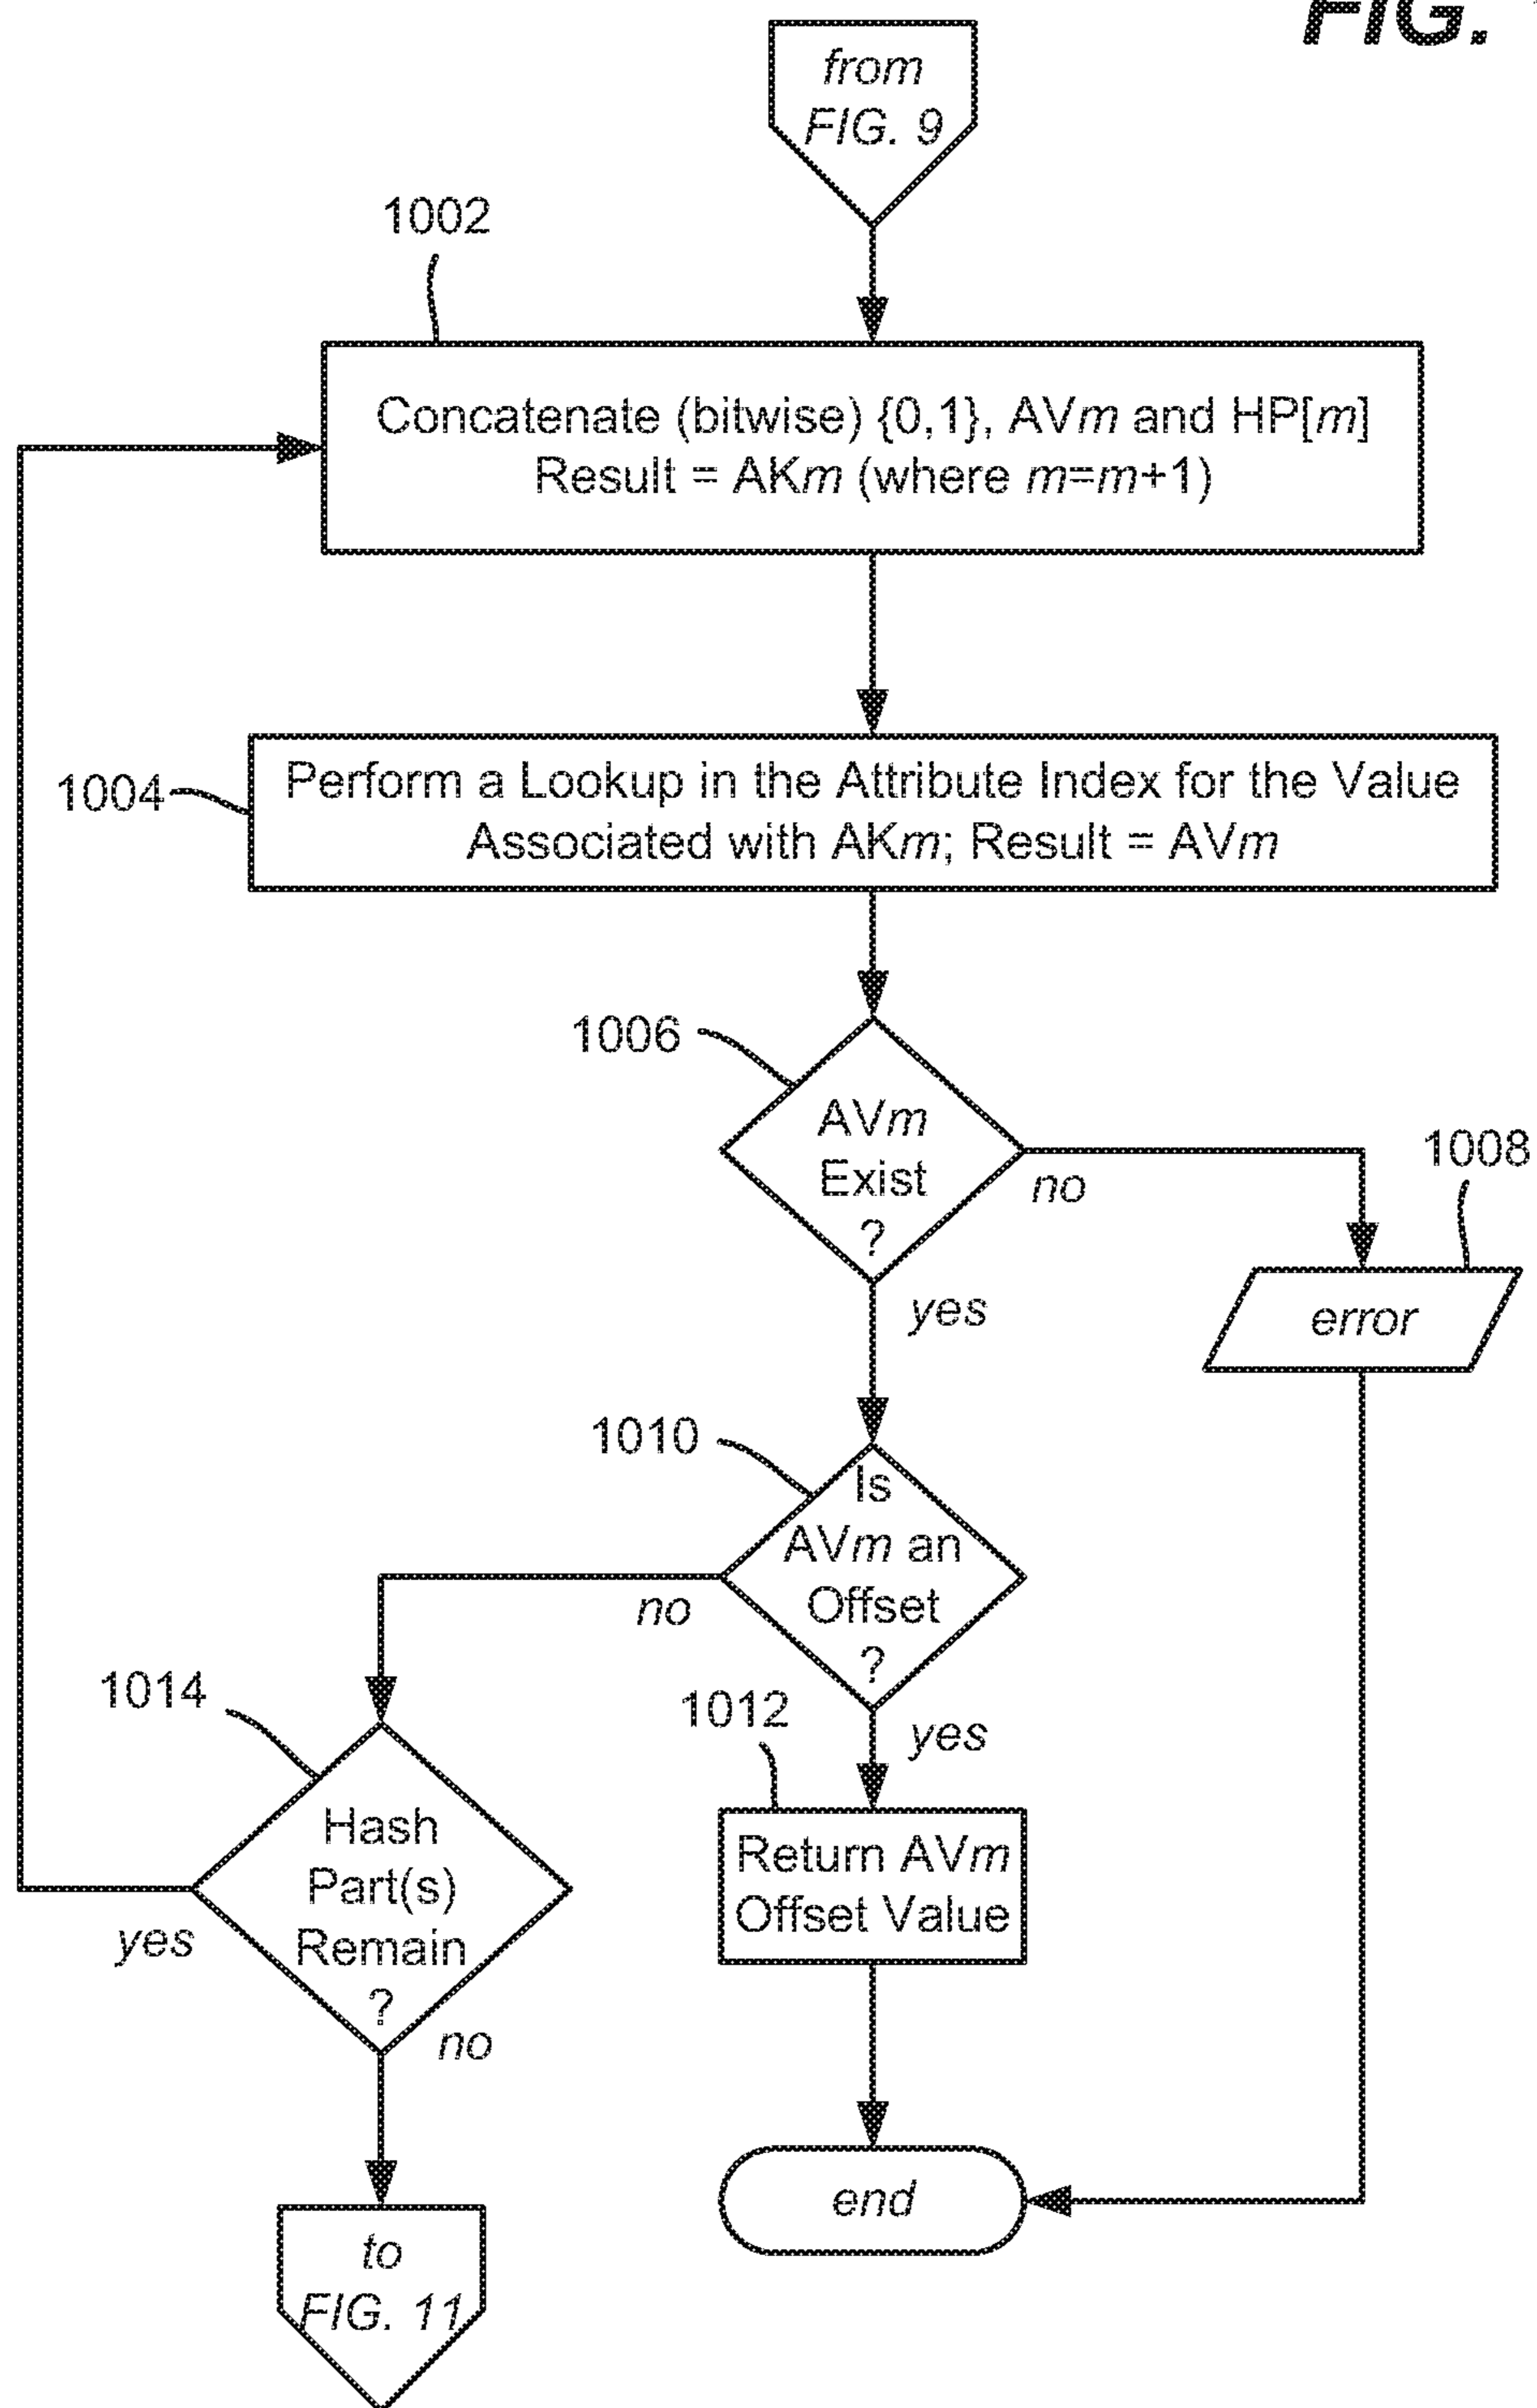 FIG.
from
FIG. 9
1002
Concatenate (bitwise) {0,1}, AVm and HP[m]
Result = AKm (where m=m+1)
1004
Perform a Lookup in the Attribute Index for the Value
Associated with AKm; Result = AVm
1006
AVm
Exist
?
no
yes
1008
error
1010
Is
AVm an
Offset
?
no
yes
1014
Hash
Part(s)
Remain
?
yes
no
1012
Return AVm
Offset Value
end
to
FIG. 11